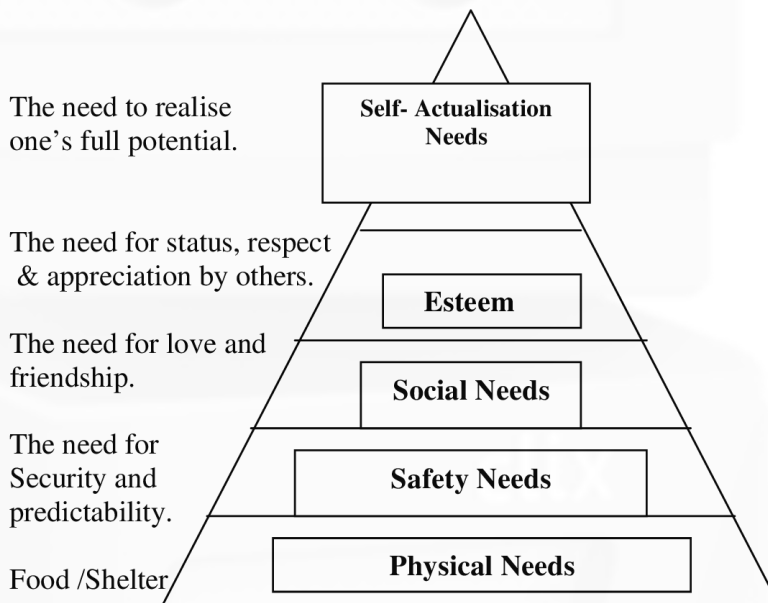 The need to realise
one’s full potential.
Self- Actualisation
Needs
The need for status, respect
& appreciation by others.
Esteem
The need for love and
friendship.
Social Needs
The need for
Security and
predictability.
Safety Needs
Food /Shelter
Physical Needs